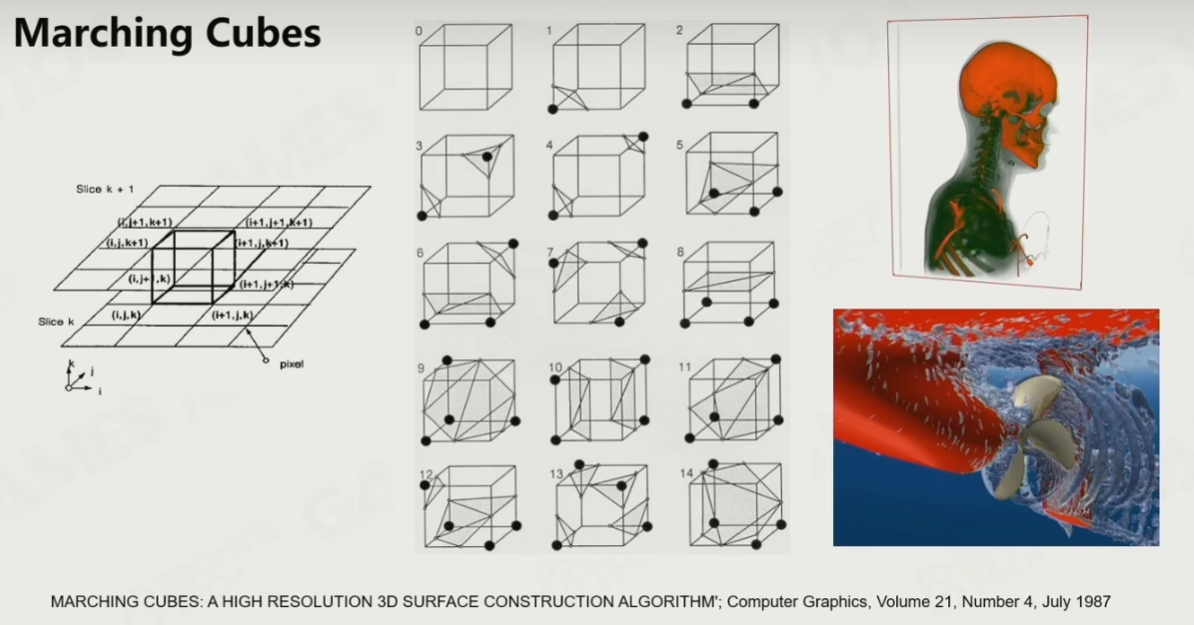 Marching Cubes
Slice k + 1
(i,j+1,k+1)
(i+1,j+1,k+1)
(i,j,k+1)
(i+1,j,k+1)
(i,j+1,k)
(i+1,j+1,k)
(i,j,k)
(i+1,j,k)
Slice k
pixel
k
j
i
0
1
2
3
4
5
6
7
8
9
10
11
12
13
14
MARCHING CUBES: A HIGH RESOLUTION 3D SURFACE CONSTRUCTION ALGORITHM'; Computer Graphics, Volume 21, Number 4, July 1987